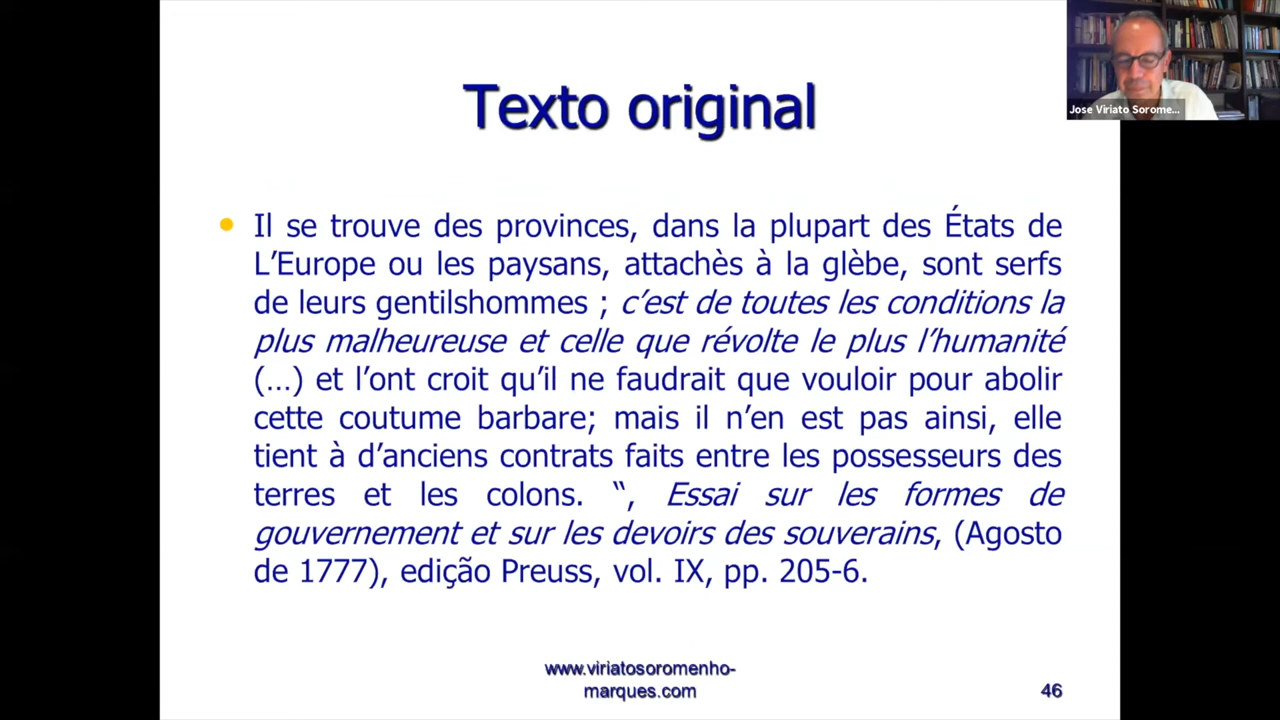 Texto original
Jose Viriato Sorome...
• Il se trouve des provinces, dans la plupart des États de
L’Europe ou les paysans, attachès à la glèbe, sont serfs
de leurs gentilshommes ; c’est de toutes les conditions la
plus malheureuse et celle que révolte le plus l’humanité
(…) et l’ont croit qu’il ne faudrait que vouloir pour abolir
cette coutume barbare; mais il n’en est pas ainsi, elle
tient à d’anciens contrats faits entre les possesseurs des
terres et les colons. “, Essai sur les formes de
gouvernement et sur les devoirs des souverains, (Agosto
de 1777), edição Preuss, vol. IX, pp. 205-6.
www.viriatosoromenho-
marques.com
46